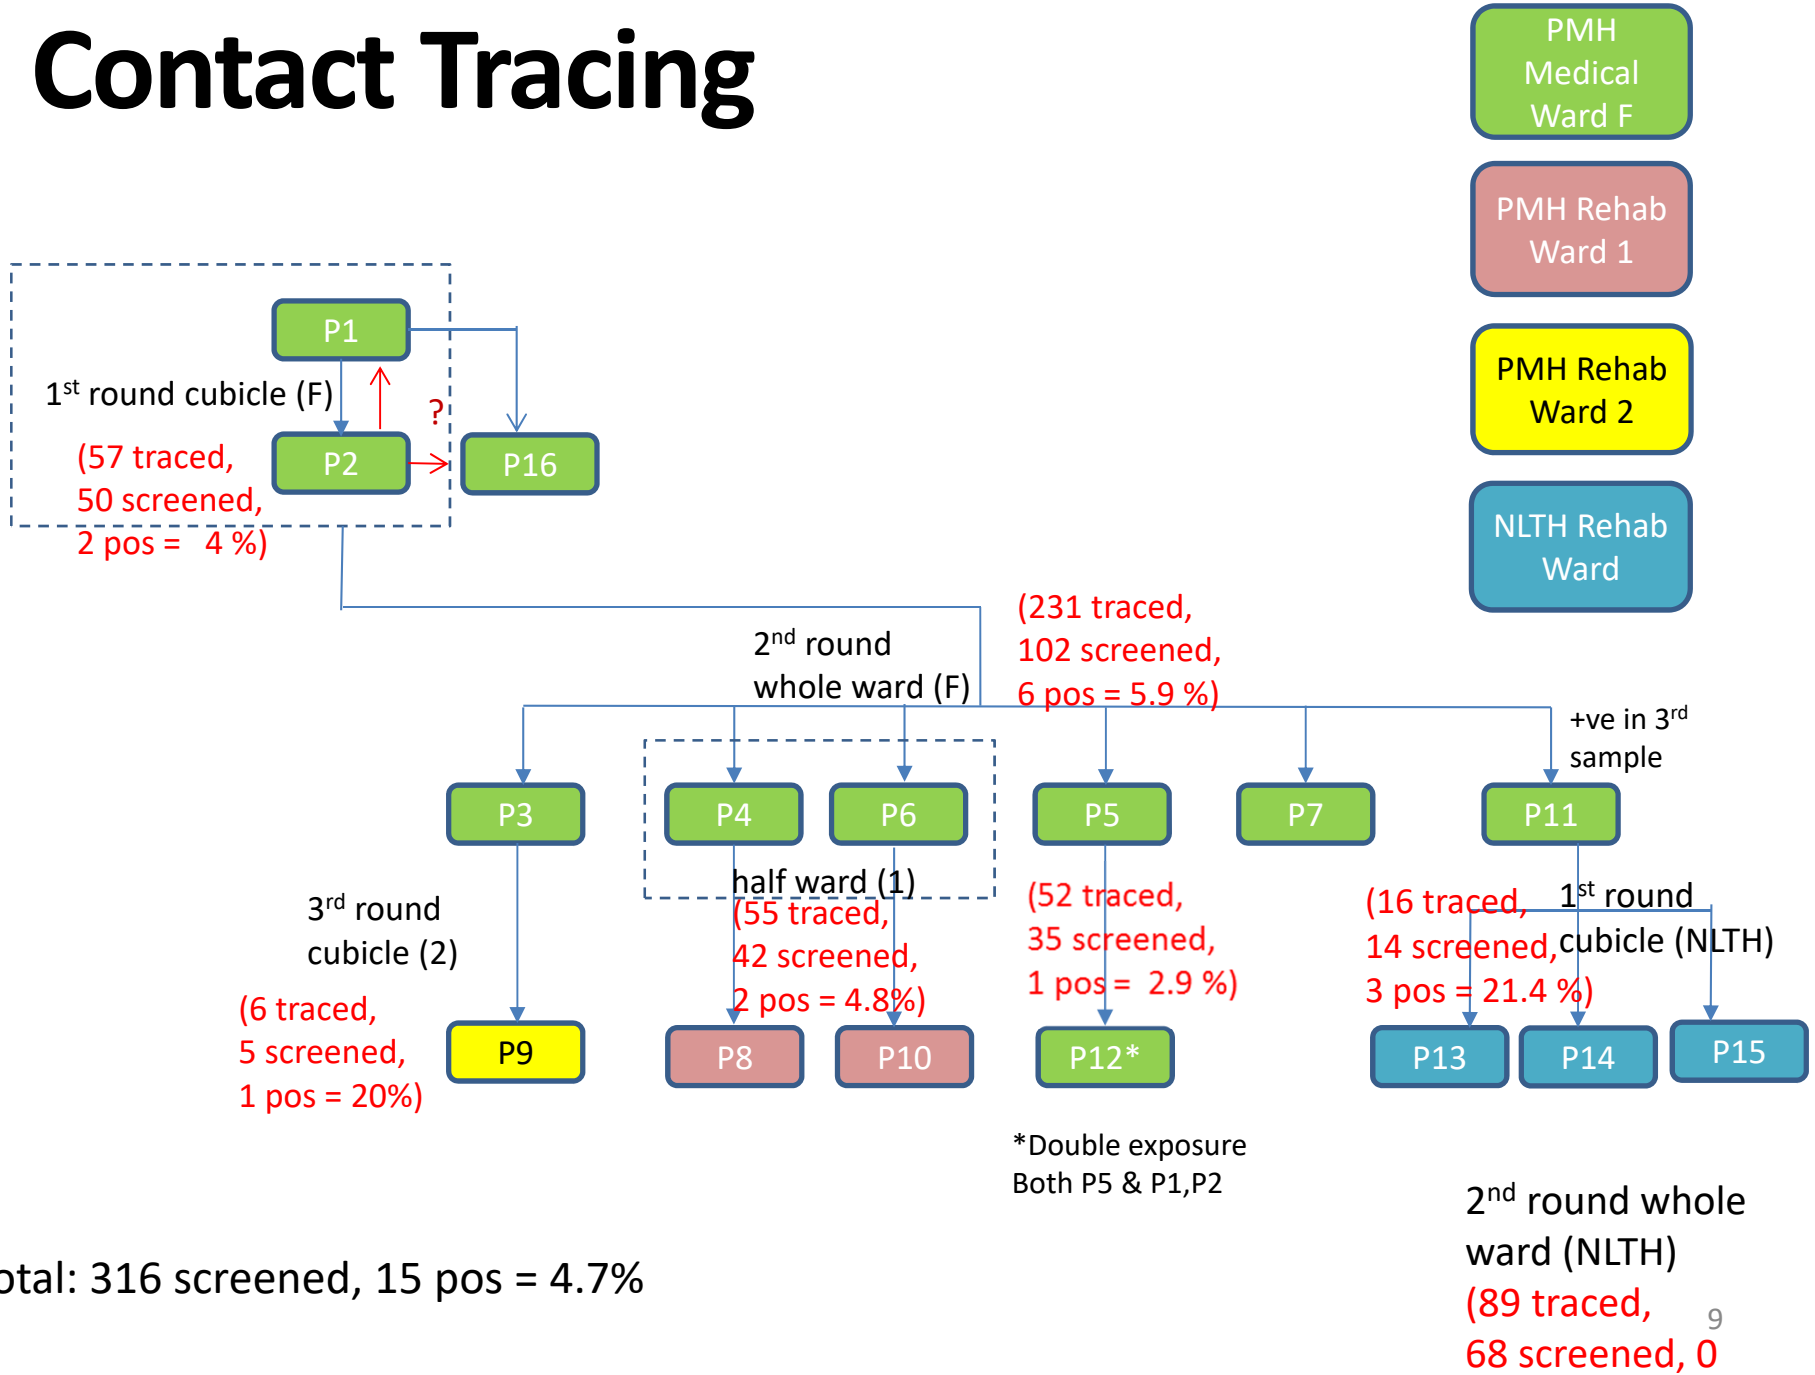 Contact Tracing
PMH
Medical
Ward F
PMH Rehab
Ward 1
PMH Rehab
Ward 2
NLTH Rehab
Ward
P1
1st round cubicle (F)
?
P2
P16
(57 traced,
50 screened,
2 pos = 4 %)
2nd round
whole ward (F)
(231 traced,
102 screened,
6 pos = 5.9 %)
+ve in 3rd
sample
P3
P4
P6
P5
P7
P11
3rd round
cubicle (2)
(6 traced,
5 screened,
1 pos = 20%)
half ward (1)
(55 traced,
42 screened,
2 pos = 4.8%)
(52 traced,
35 screened,
1 pos = 2.9 %)
(16 traced,
14 screened,
3 pos = 21.4 %)
1st round
cubicle (NLTH)
P9
P8
P10
P12*
P13
P14
P15
*Double exposure
Both P5 & P1,P2
2nd round whole
ward (NLTH)
(89 traced,
68 screened, 0
otal: 316 screened, 15 pos = 4.7%
9